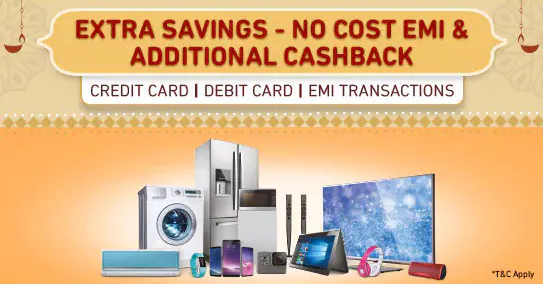 EXTRA SAVINGS - NO COST EMI &
ADDITIONAL CASHBACK
CREDIT CARD | DEBIT CARD | EMI TRANSACTIONS
*T&C Apply